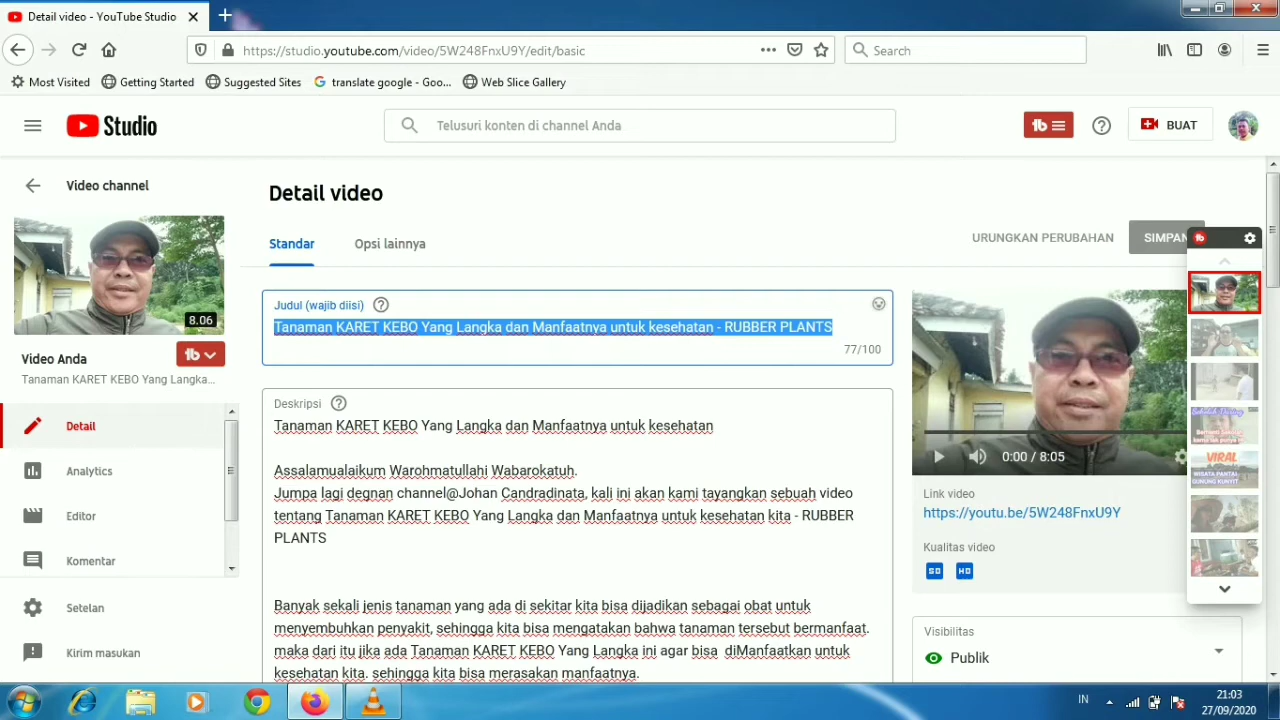 Detail video - YouTube Studio
https://studio.youtube.com/video/5W248FnxU9Y/edit/basic
Search
Most Visited
Getting Started
Suggested Sites
translate google - Goo...
Web Slice Gallery
Studio
Telusuri konten di channel Anda
BUAT
Video channel
8.06
Video Anda
Tanaman KARET KEBO Yang Langka...
Detail
Analytics
Editor
Komentar
Setelan
Kirim masukan
Detail video
Standar
Opsi lainnya
URUNGKAN PERUBAHAN
SIMPAN
Judul (wajib diisi)
Tanaman KARET KEBO Yang Langka dan Manfaatnya untuk kesehatan - RUBBER PLANTS
77/100
Deskripsi
Tanaman KARET KEBO Yang Langka dan Manfaatnya untuk kesehatan
Assalamualaikum Warohmatullahi Wabarokatuh.
Jumpa lagi degnan channel@Johan Candradinata, kali ini akan kami tayangkan sebuah video
tentang Tanaman KARET KEBO Yang Langka dan Manfaatnya untuk kesehatan kita - RUBBER
PLANTS
Banyak sekali jenis tanaman yang ada di sekitar kita bisa dijadikan sebagai obat untuk
menyembuhkan penyakit, sehingga kita bisa mengatakan bahwa tanaman tersebut bermanfaat.
maka dari itu jika ada Tanaman KARET KEBO Yang Langka ini agar bisa  diManfaatkan untuk
kesehatan kita. sehingga kita bisa merasakan manfaatnya.
0:00 / 8:05
Link video
https://youtu.be/5W248FnxU9Y
Kualitas video
SD
HD
Visibilitas
Publik
VIRAL
WISATA PANTAI
GUNUNG KUNYIT
IN
21:03
27/09/2020